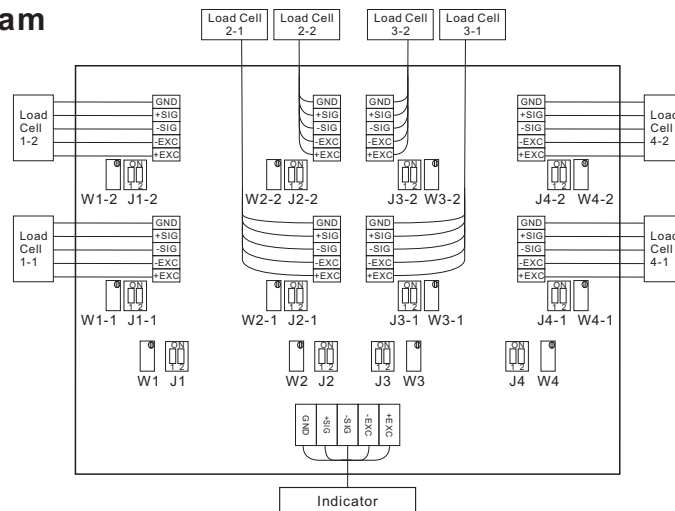 am
Load Cell
2-1
Load Cell
2-2
Load Cell
3-2
Load Cell
3-1
Load
Cell
1-2
GND
+SIG
-SIG
-EXC
+EXC
GND
+SIG
-SIG
-EXC
+EXC
GND
+SIG
-SIG
-EXC
+EXC
GND
+SIG
-SIG
-EXC
+EXC
Load
Cell
4-2
ON
1 2
ON
1 2
ON
1 2
ON
1 2
W1-2 J1-2
W2-2 J2-2
J3-2 W3-2
J4-2 W4-2
Load
Cell
1-1
GND
+SIG
-SIG
-EXC
+EXC
GND
+SIG
-SIG
-EXC
+EXC
GND
+SIG
-SIG
-EXC
+EXC
GND
+SIG
-SIG
-EXC
+EXC
Load
Cell
4-1
ON
1 2
ON
1 2
ON
1 2
ON
1 2
W1-1 J1-1
W2-1 J2-1
J3-1 W3-1
J4-1 W4-1
ON
1 2
ON
1 2
ON
1 2
ON
1 2
W1 J1
W2 J2
J3 W3
J4 W4
GND
+SIG
-SIG
-EXC
+EXC
Indicator